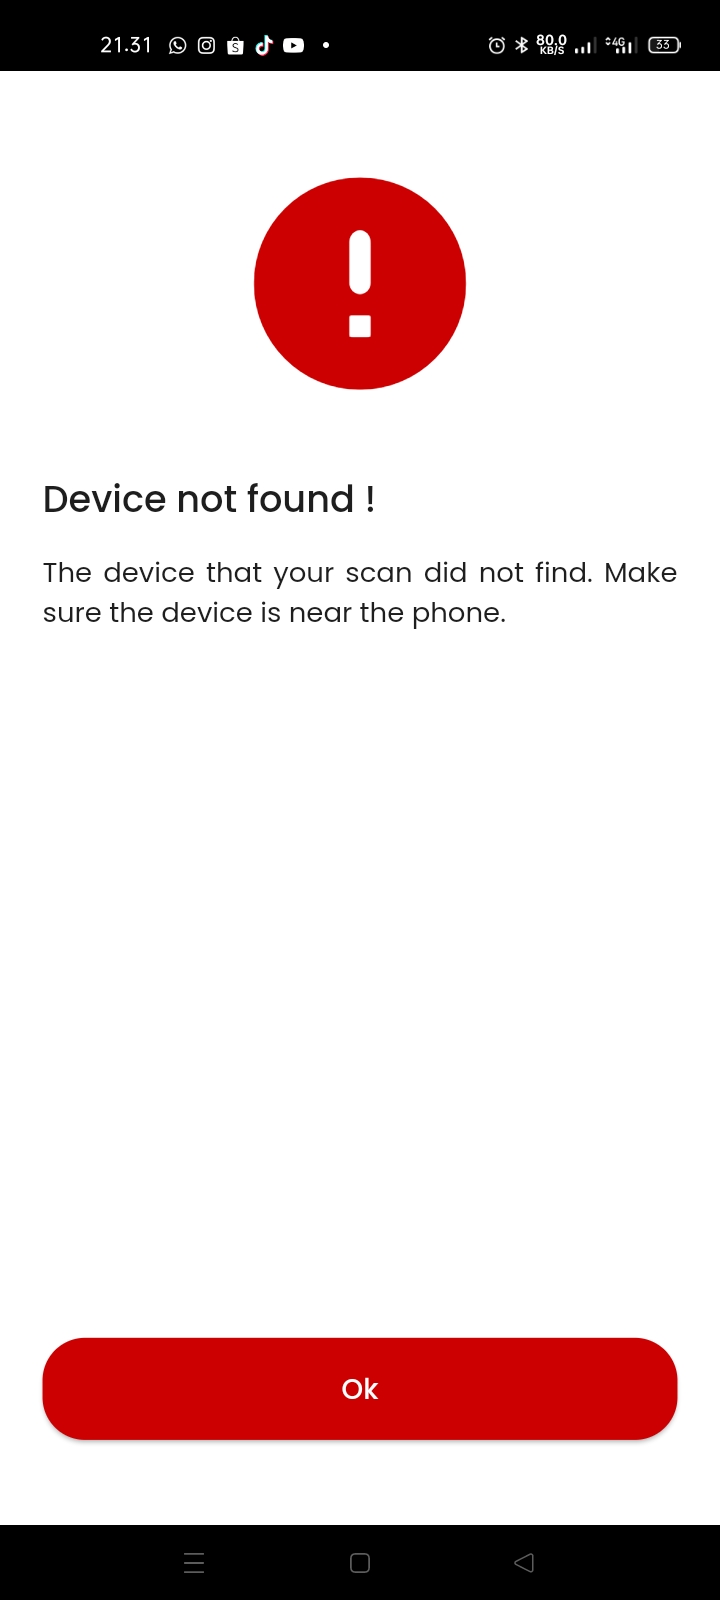 21.31
80.0
KB/S
4G
33
Device not found !
The device that your scan did not find. Make
sure the device is near the phone.
Ok